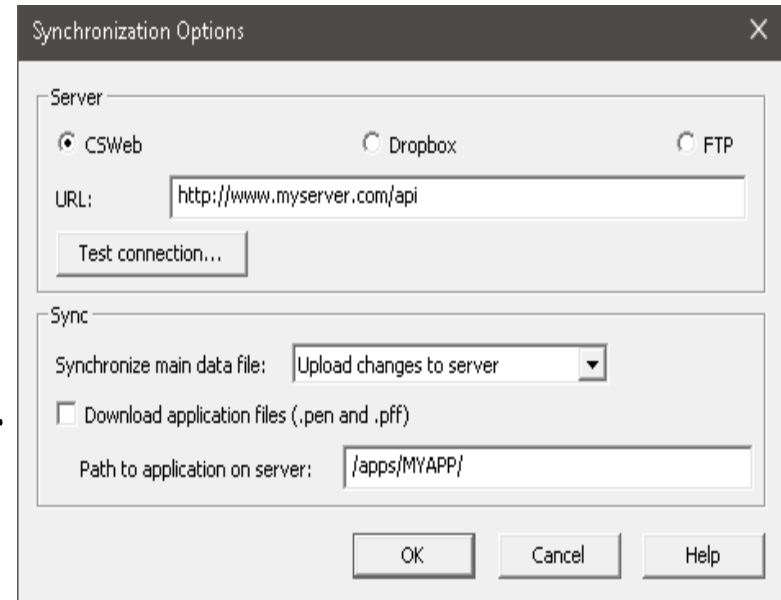 Synchronization Options
Server
CSWeb Dropbox FTP
URL: http://www.myserver.com/api
Test connection...
Sync
Synchronize main data file: Upload changes to server
Download application files (.pen and .pff)
Path to application on server: /apps/MYAPP/
OK Cancel Help